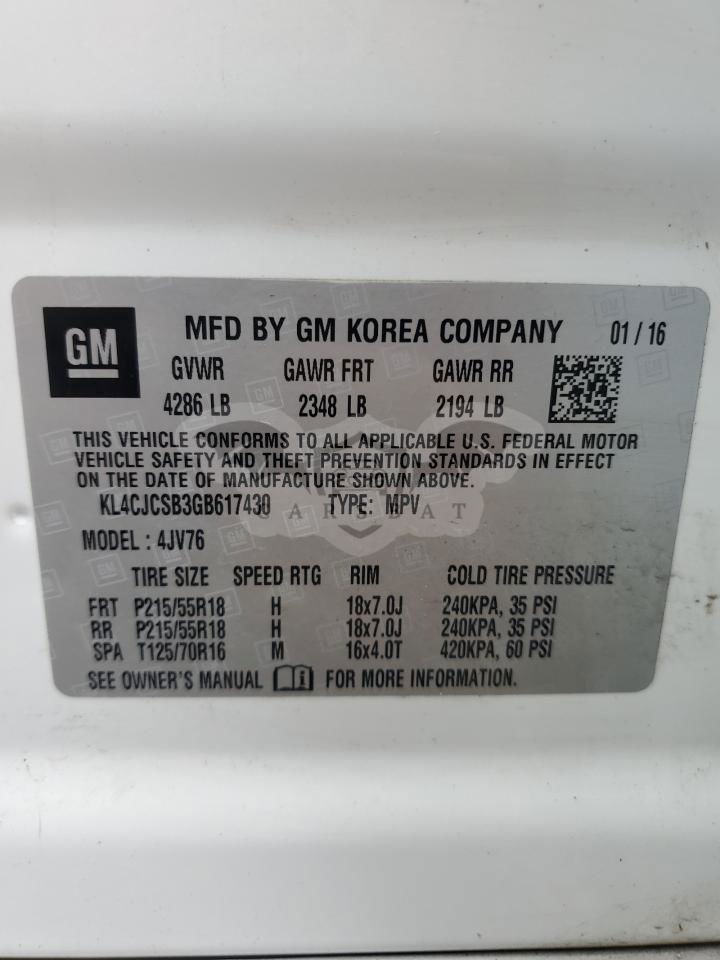 GM
MFD BY GM KOREA COMPANY 01 / 16
GVWR GAWR FRT GAWR RR
4286 LB 2348 LB 2194 LB
THIS VEHICLE CONFORMS TO ALL APPLICABLE U.S. FEDERAL MOTOR
VEHICLE SAFETY AND THEFT PREVENTION STANDARDS IN EFFECT
ON THE DATE OF MANUFACTURE SHOWN ABOVE.
KL4CJCSB3GB617430 TYPE: MPV
CARSDAT
MODEL : 4JV76
TIRE SIZE SPEED RTG RIM COLD TIRE PRESSURE
FRT P215/55R18 H 18x7.0J 240KPA, 35 PSI
RR P215/55R18 H 18x7.0J 240KPA, 35 PSI
SPA T125/70R16 M 16x4.0T 420KPA, 60 PSI
SEE OWNER'S MANUAL FOR MORE INFORMATION.